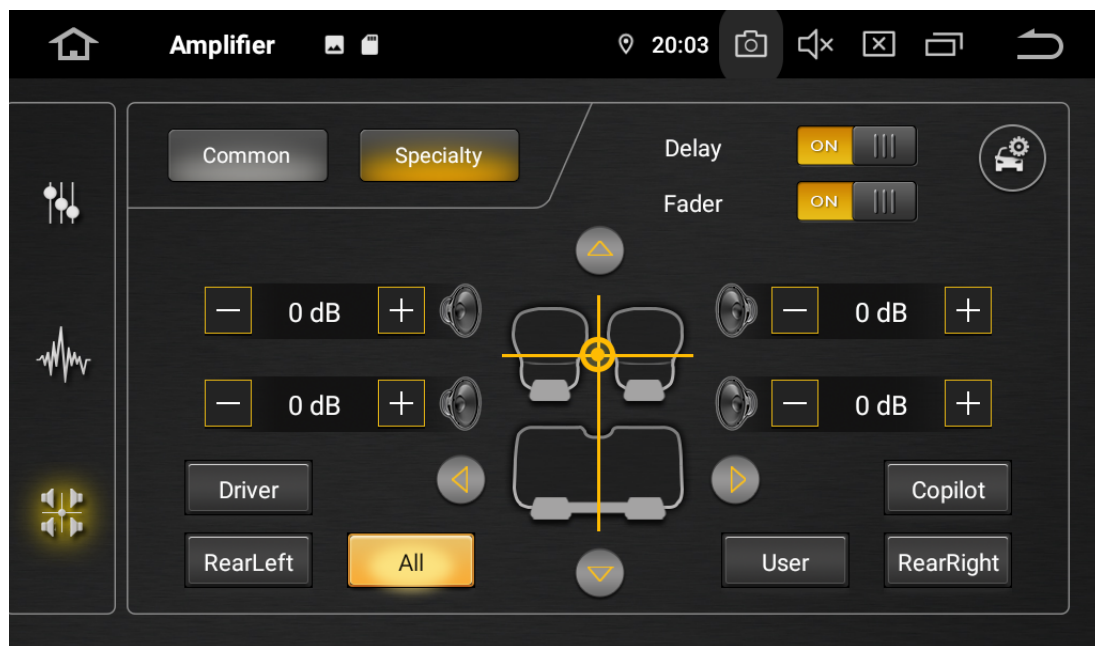 Amplifier 20:03
Common Specialty Delay ON
Fader ON
0 dB 0 dB
0 dB 0 dB
Driver Copilot
RearLeft All User RearRight